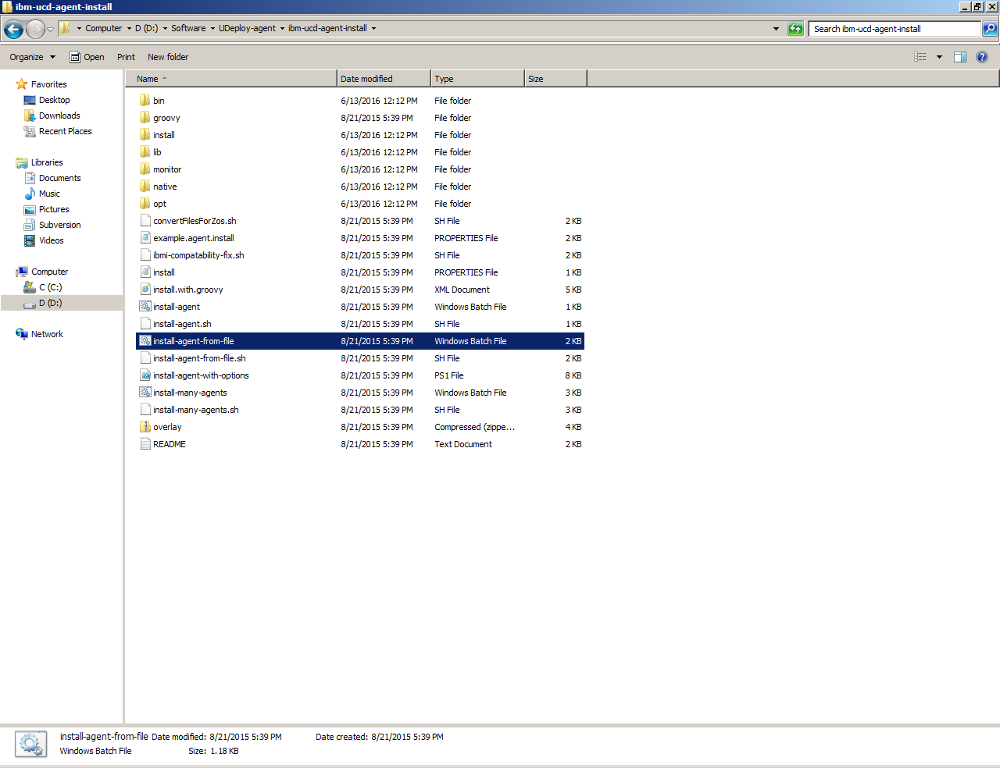 ibm-ucd-agent-install
Computer D (D:) Software UDeploy-agent ibm-ucd-agent-install Search ibm-ucd-agent-install
Organize Open Print New folder
Favorites
Desktop
Downloads
Recent Places
Libraries
Documents
Music
Pictures
Subversion
Videos
Computer
C (C:)
D (D:)
Network
Name Date modified Type Size
bin 6/13/2016 12:12 PM File folder
groovy 8/21/2015 5:39 PM File folder
install 6/13/2016 12:12 PM File folder
lib 6/13/2016 12:12 PM File folder
monitor 6/13/2016 12:12 PM File folder
native 6/13/2016 12:12 PM File folder
opt 6/13/2016 12:12 PM File folder
convertFilesForZos.sh 8/21/2015 5:39 PM SH File 2 KB
example.agent.install 8/21/2015 5:39 PM PROPERTIES File 2 KB
ibmi-compatability-fix.sh 8/21/2015 5:39 PM SH File 2 KB
install 8/21/2015 5:39 PM PROPERTIES File 1 KB
install.with.groovy 8/21/2015 5:39 PM XML Document 5 KB
install-agent 8/21/2015 5:39 PM Windows Batch File 1 KB
install-agent.sh 8/21/2015 5:39 PM SH File 1 KB
install-agent-from-file 8/21/2015 5:39 PM Windows Batch File 2 KB
install-agent-from-file.sh 8/21/2015 5:39 PM SH File 2 KB
install-agent-with-options 8/21/2015 5:39 PM PS1 File 8 KB
install-many-agents 8/21/2015 5:39 PM Windows Batch File 3 KB
install-many-agents.sh 8/21/2015 5:39 PM SH File 3 KB
overlay 8/21/2015 5:39 PM Compressed (zippe... 4 KB
README 8/21/2015 5:39 PM Text Document 2 KB
install-agent-from-file Date modified: 8/21/2015 5:39 PM Date created: 8/21/2015 5:39 PM
Windows Batch File Size: 1.18 KB